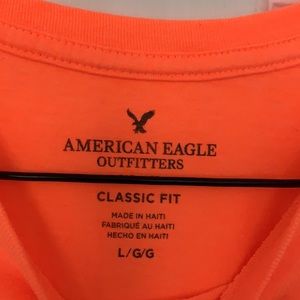 AMERICAN EAGLE
OUTFITTERS
CLASSIC FIT
MADE IN HAITI
FABRIQUÉ AU HAITI
HECHO EN HAITI
L/G/G